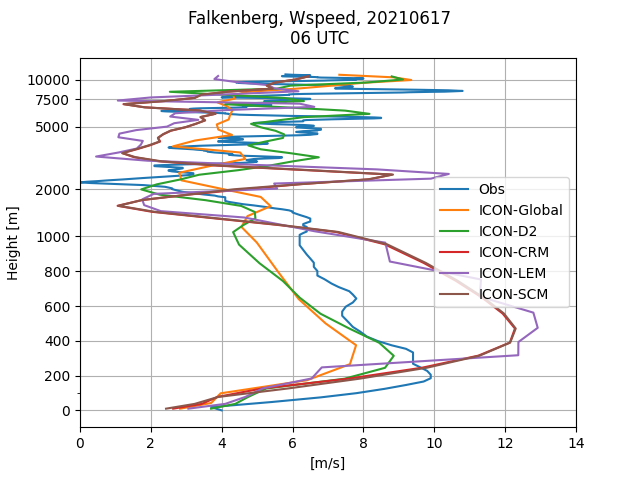 Falkenberg, Wspeed, 20210617
06 UTC
10000
7500
5000
2000
1000
800
600
400
200
0
Height [m]
Obs
ICON-Global
ICON-D2
ICON-CRM
ICON-LEM
ICON-SCM
0 2 4 6 8 10 12 14
[m/s]